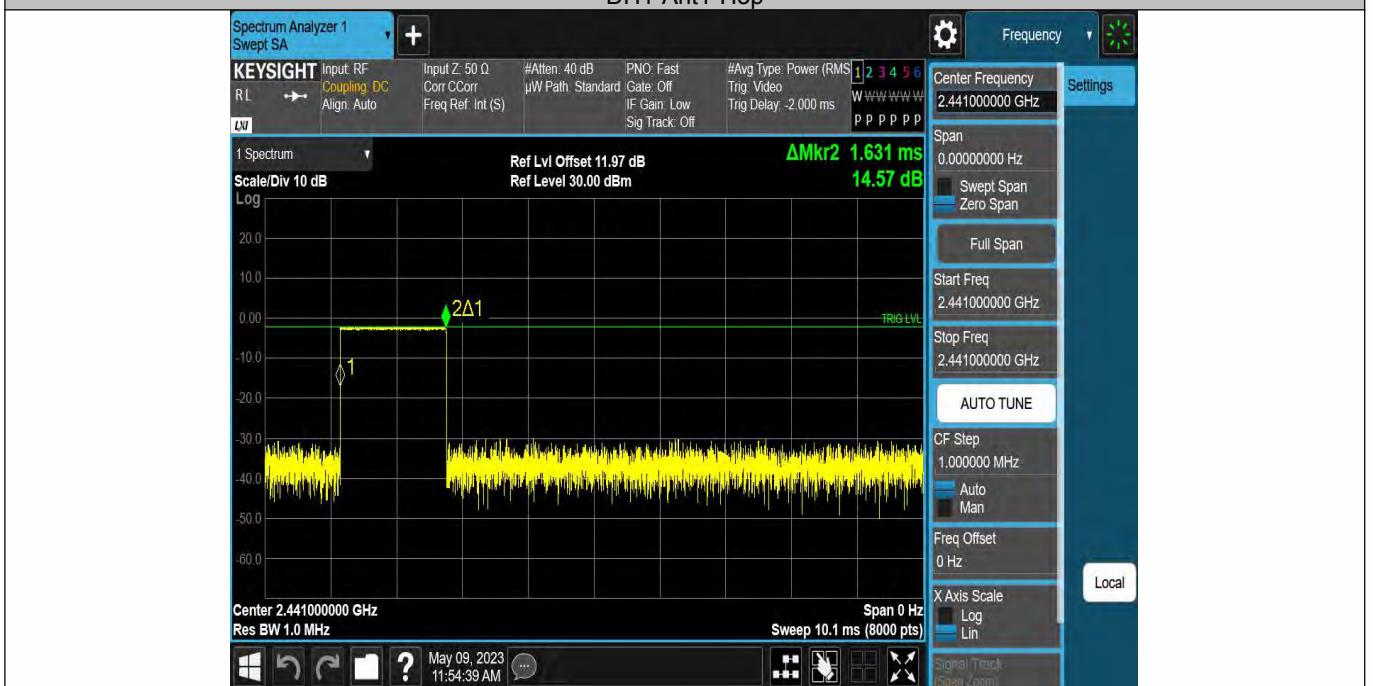 Spectrum Analyzer 1
Swept SA
+
Frequency
KEYSIGHT
RL
LXI
Input: RF
Coupling: DC
Align: Auto
Input Z: 50 Ω
Corr CCorr
Freq Ref: Int (S)
#Atten: 40 dB
µW Path: Standard
PNO: Fast
Gate: Off
IF Gain: Low
Sig Track: Off
#Avg Type: Power (RMS
Trig: Video
Trig Delay: -2.000 ms
1 2 3 4 5 6
W W W W W W
P P P P P P
Center Frequency
2.441000000 GHz
Settings
1 Spectrum
Scale/Div 10 dB
Log
Ref Lvl Offset 11.97 dB
Ref Level 30.00 dBm
ΔMkr2 1.631 ms
14.57 dB
Span
0.00000000 Hz
Swept Span
Zero Span
Full Span
Start Freq
2.441000000 GHz
Stop Freq
2.441000000 GHz
AUTO TUNE
CF Step
1.000000 MHz
Auto
Man
Freq Offset
0 Hz
X Axis Scale
Log
Lin
Signal Track
(Span Zoom)
Local
20.0
10.0
0.00
-10.0
-20.0
-30.0
-40.0
-50.0
-60.0
2Δ1
1
TRIG LVL
Center 2.441000000 GHz
Res BW 1.0 MHz
Span 0 Hz
Sweep 10.1 ms (8000 pts)
?
May 09, 2023
11:54:39 AM